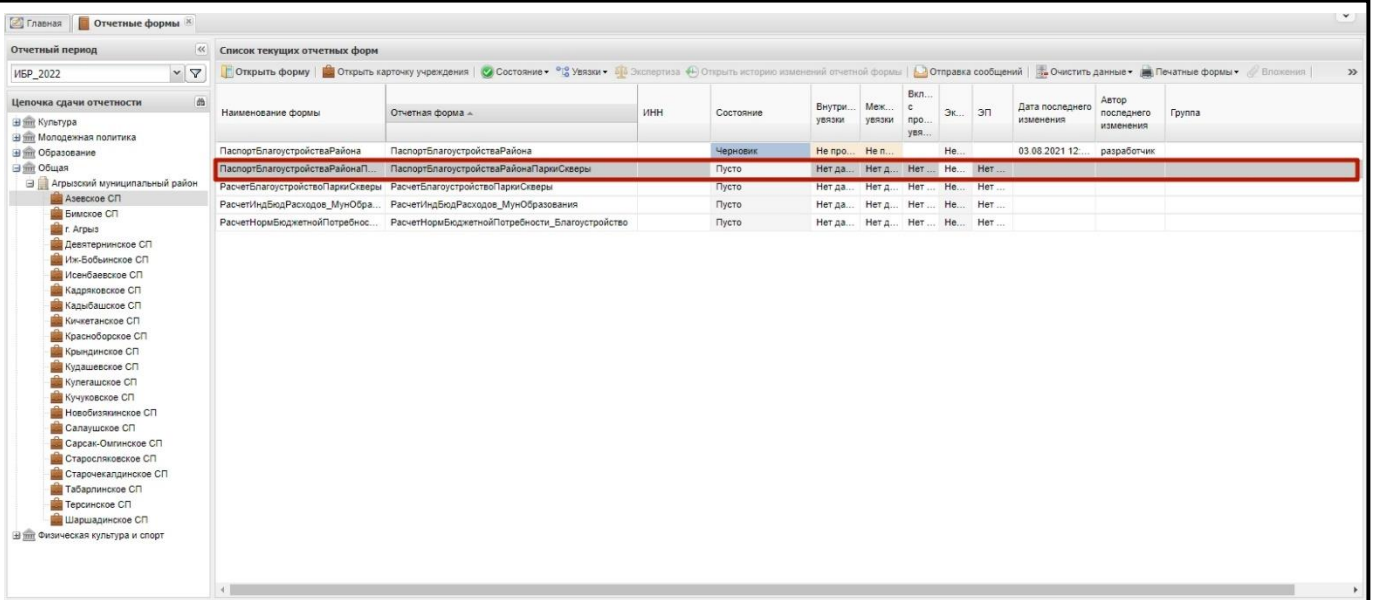 Главная Отчетные формы
Отчетный период
ИБР_2022
Цепочка сдачи отчетности
Культура
Молодежная политика
Образование
Общая
Агрызский муниципальный район
Азевское СП
Бимское СП
г. Агрыз
Девятернинское СП
Иж-Бобьинское СП
Исенбаевское СП
Кадряковское СП
Кадыбашское СП
Кичкетанское СП
Красноборское СП
Крындинское СП
Кудашевское СП
Кулегашское СП
Кучуковское СП
Новобизякинское СП
Салаушское СП
Сарсак-Омгинское СП
Старосляковское СП
Старочекалдинское СП
Табарлинское СП
Терсинское СП
Шаршадинское СП
Физическая культура и спорт
Список текущих отчетных форм
Открыть форму Открыть карточку учреждения Состояние Увязки Экспертиза Открыть историю изменений отчетной формы Отправка сообщений Очистить данные Печатные формы Вложения
Наименование формы Отчетная форма ИНН Состояние Внутри... увязки Меж... увязки Вкл... с про... увя... Эк... ЭП Дата последнего изменения Автор последнего изменения Группа
ПаспортБлагоустройстваРайона ПаспортБлагоустройстваРайона Черновик Не про... Не п... Не... 03.08.2021 12:... разработчик
ПаспортБлагоустройстваРайонаП... ПаспортБлагоустройстваРайонаПаркиСкверы Пусто Нет да... Нет д... Нет ... Не... Нет ...
РасчетБлагоустройствоПаркиСкверы РасчетБлагоустройствоПаркиСкверы Пусто Нет да... Нет д... Нет ... Не... Нет ...
РасчетИндБюдРасходов_МунОбра... РасчетИндБюдРасходов_МунОбразования Пусто Нет да... Нет д... Нет ... Не... Нет ...
РасчетНормБюджетнойПотребнос... РасчетНормБюджетнойПотребности_Благоустройство Пусто Нет да... Нет д... Нет ... Не... Нет ...